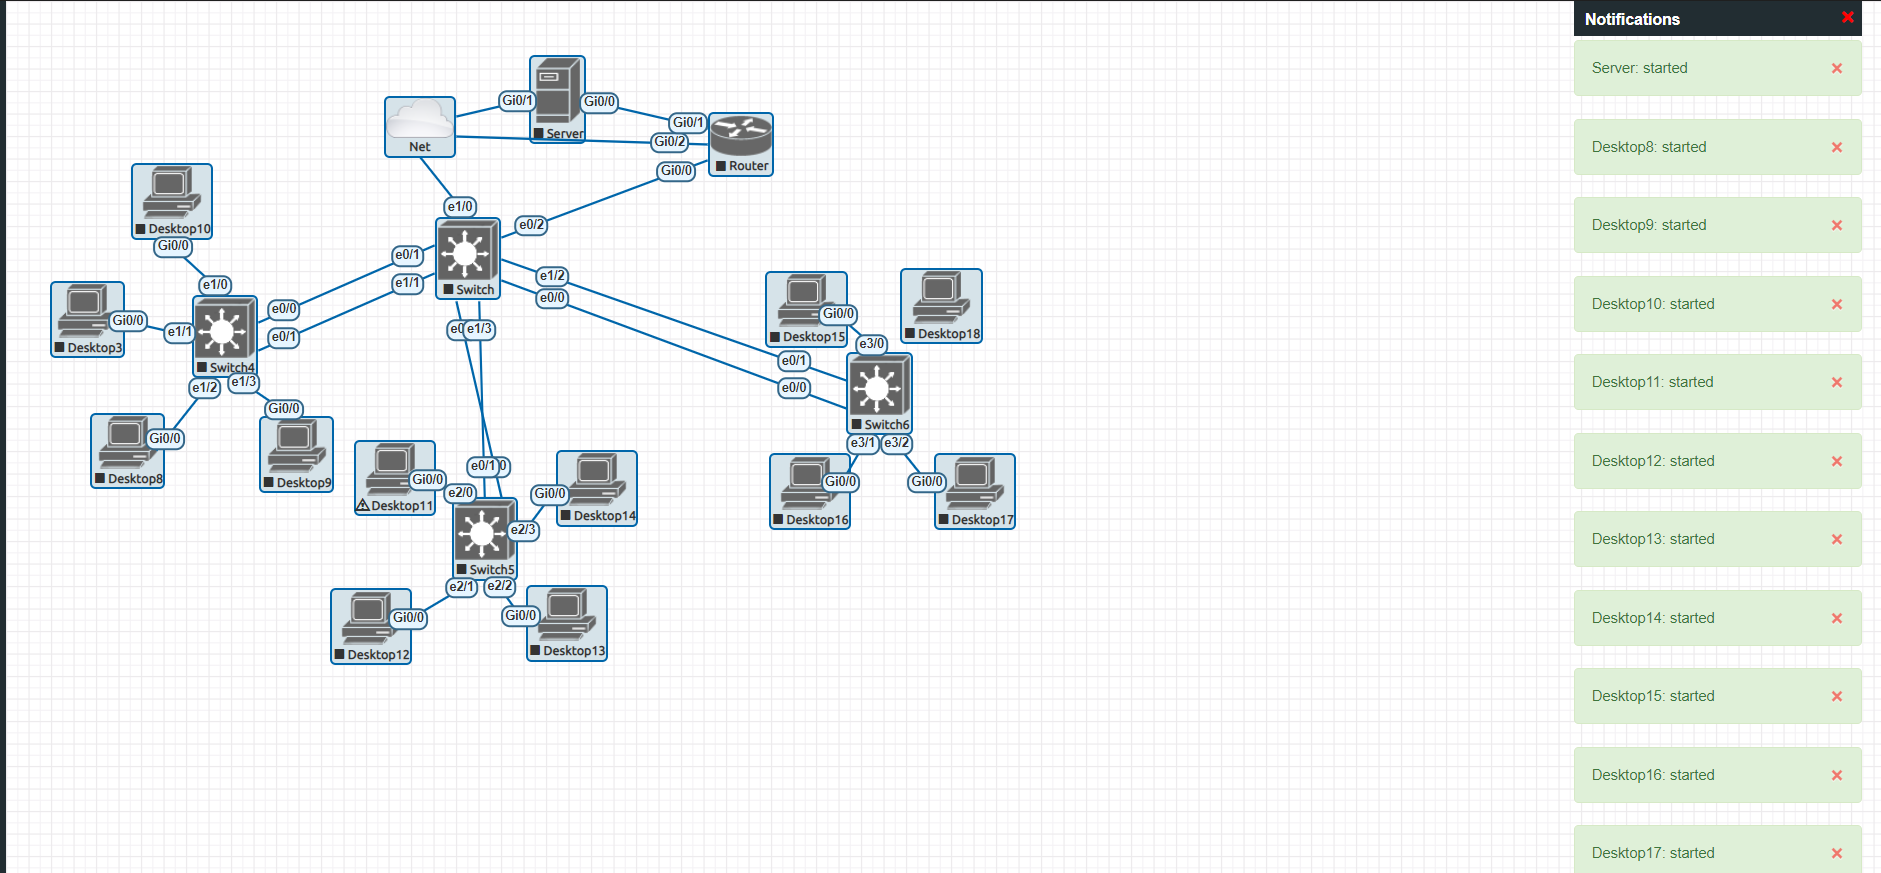 Notifications
Server: started
Desktop8: started
Desktop9: started
Desktop10: started
Desktop11: started
Desktop12: started
Desktop13: started
Desktop14: started
Desktop15: started
Desktop16: started
Desktop17: started
Gi0/1
Gi0/0
Server
Net
Gi0/1
Gi0/2
Router
Gi0/0
e1/0
e0/2
Switch
e0/1
e1/1
e1/2
e0/0
e1/3
Desktop10
Gi0/0
e1/0
Desktop3
Gi0/0
e1/1
e0/0
e0/1
Switch4
e1/2
e1/3
Gi0/0
Desktop8
Gi0/0
Desktop9
Desktop11
Gi0/0
e2/0
e0/1
Gi0/0
Desktop14
e2/3
Switch5
e2/1
e2/2
Gi0/0
Desktop12
Gi0/0
Desktop13
Desktop15
Gi0/0
e3/0
Desktop18
e0/1
e0/0
Switch6
e3/1
e3/2
Gi0/0
Desktop16
Gi0/0
Desktop17